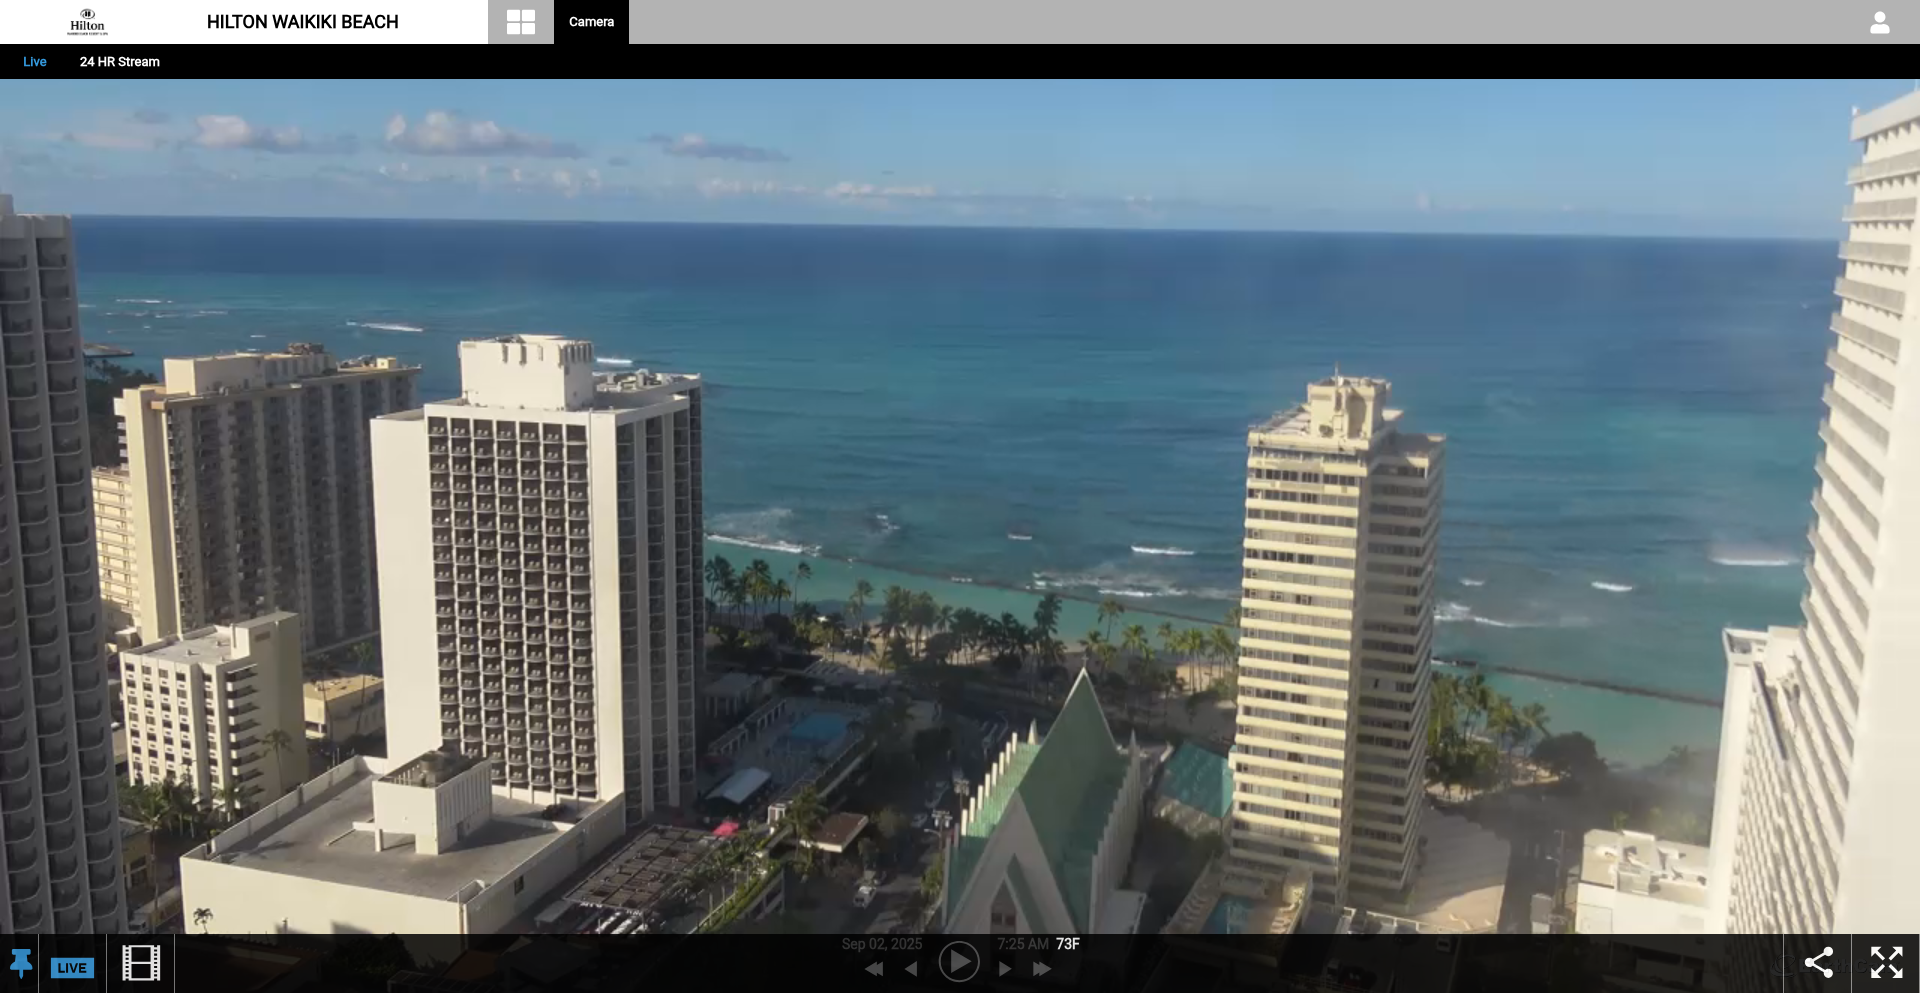 Hilton
HILTON WAIKIKI BEACH
Camera
Live
24 HR Stream
LIVE
Sep 02, 2025
7:25 AM
73F